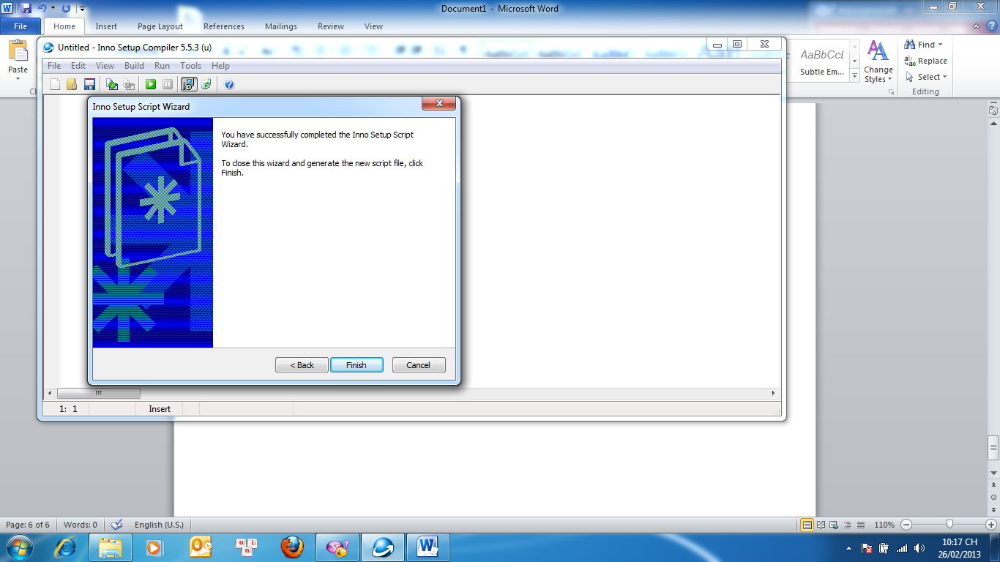 Document1 - Microsoft Word
File Home Insert Page Layout References Mailings Review View
Paste
Untitled - Inno Setup Compiler 5.5.3 (u)
File Edit View Build Run Tools Help
AaBbCcL
Subtle Em...
Change
Styles
Find
Replace
Select
Editing
Inno Setup Script Wizard
You have successfully completed the Inno Setup Script
Wizard.
To close this wizard and generate the new script file, click
Finish.
< Back Finish Cancel
1: 1 Insert
Page: 6 of 6 Words: 0 English (U.S.) 110%
10:17 CH
26/02/2013